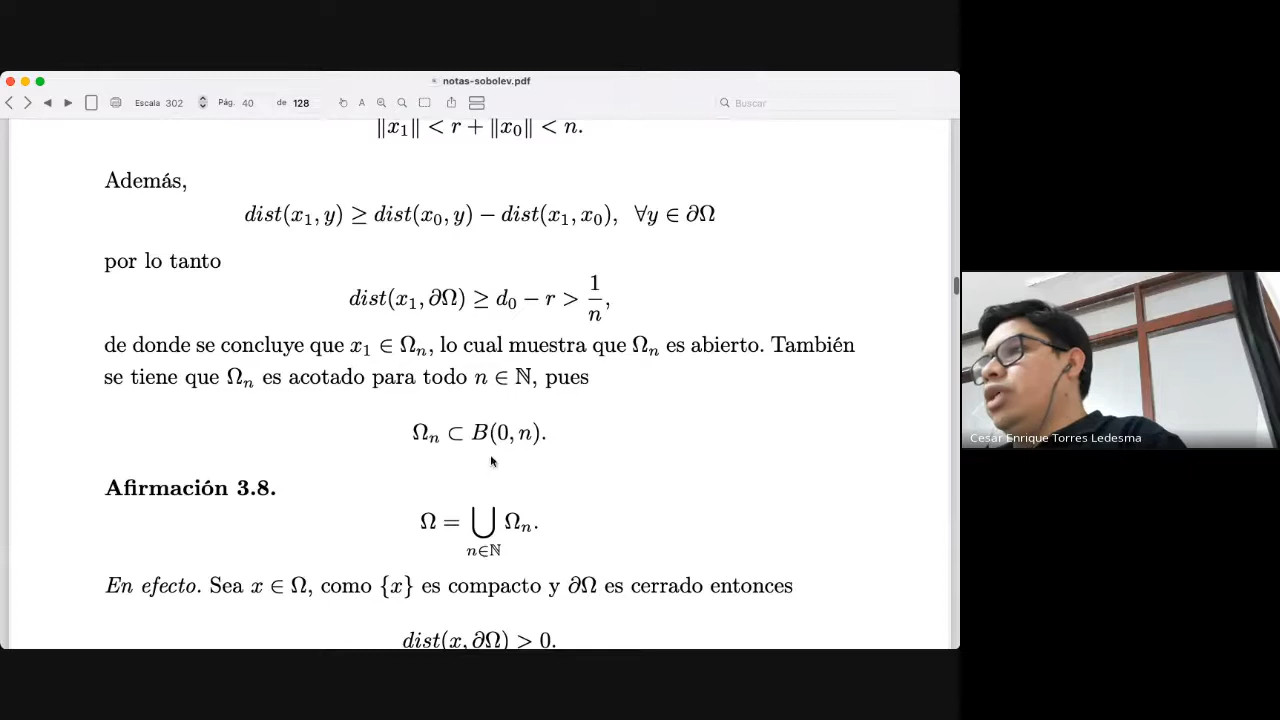 notas-sobolev.pdf
Escala 302 Pág. 40 de 128 Buscar
‖x₁‖ < r + ‖x₀‖ < n.
Además,
dist(x₁, y) ≥ dist(x₀, y) − dist(x₁, x₀), ∀y ∈ ∂Ω
por lo tanto
dist(x₁, ∂Ω) ≥ d₀ − r > 1/n,
de donde se concluye que x₁ ∈ Ωₙ, lo cual muestra que Ωₙ es abierto. También
se tiene que Ωₙ es acotado para todo n ∈ ℕ, pues
Ωₙ ⊂ B(0, n).
Afirmación 3.8.
Ω = ⋃ Ωₙ.
n∈ℕ
En efecto. Sea x ∈ Ω, como {x} es compacto y ∂Ω es cerrado entonces
dist(x, ∂Ω) > 0.
Cesar Enrique Torres Ledesma